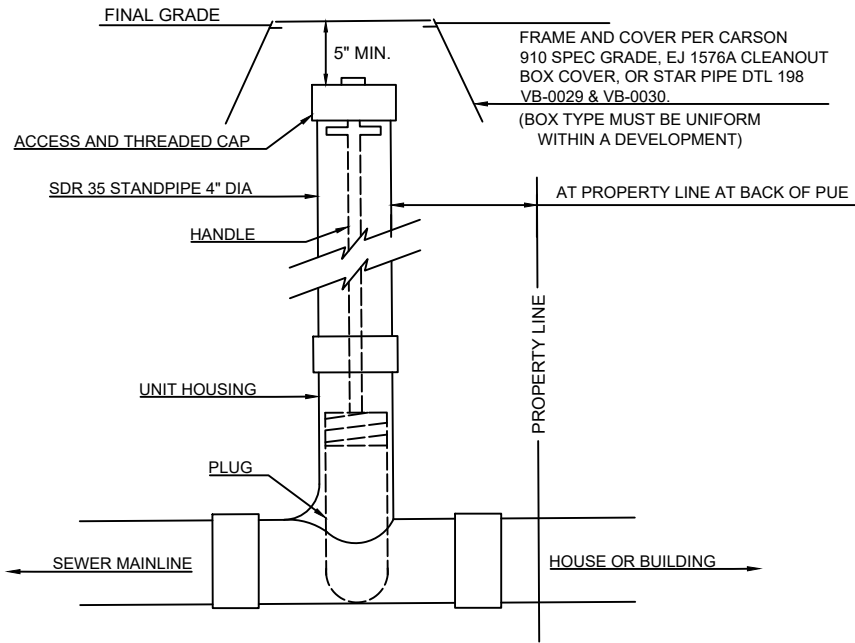 FINAL GRADE
5" MIN.
FRAME AND COVER PER CARSON
910 SPEC GRADE, EJ 1576A CLEANOUT
BOX COVER, OR STAR PIPE DTL 198
VB-0029 & VB-0030.
(BOX TYPE MUST BE UNIFORM
WITHIN A DEVELOPMENT)
ACCESS AND THREADED CAP
SDR 35 STANDPIPE 4" DIA
AT PROPERTY LINE AT BACK OF PUE
HANDLE
PROPERTY LINE
UNIT HOUSING
PLUG
SEWER MAINLINE
HOUSE OR BUILDING